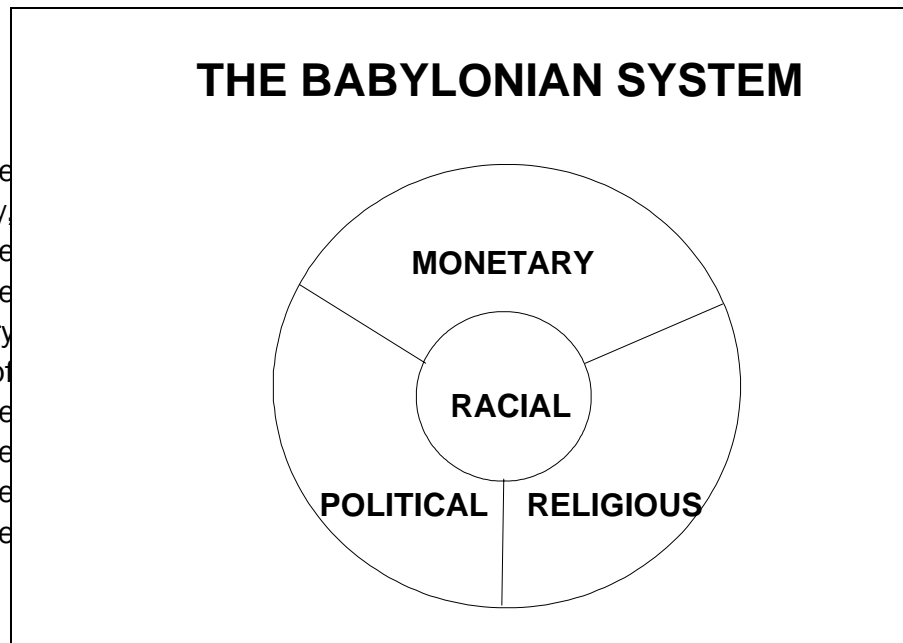 THE BABYLONIAN SYSTEM
MONETARY
RACIAL
POLITICAL RELIGIOUS